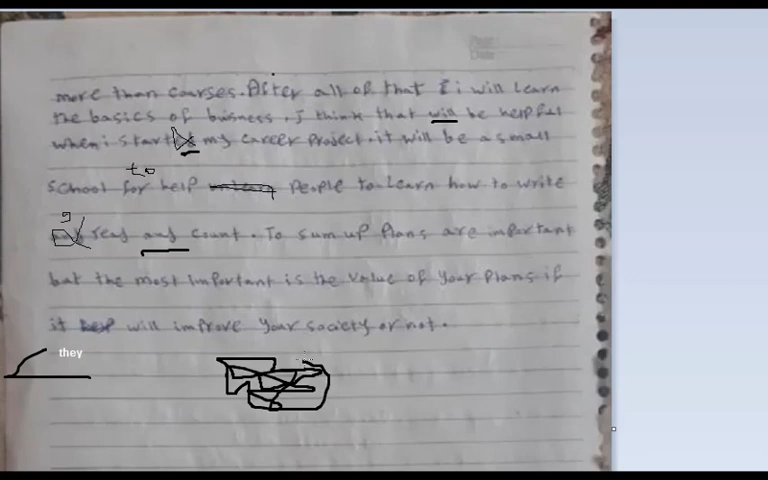 more than courses. After all of that I i will learn
the basics of buisness. I think that will be helpful
when i start my career project. it will be a small
to
school for help people to learn how to write
9
read and count. To sum up plans are important
but the most important is the value of your plans if
it will improve your society or not.
they